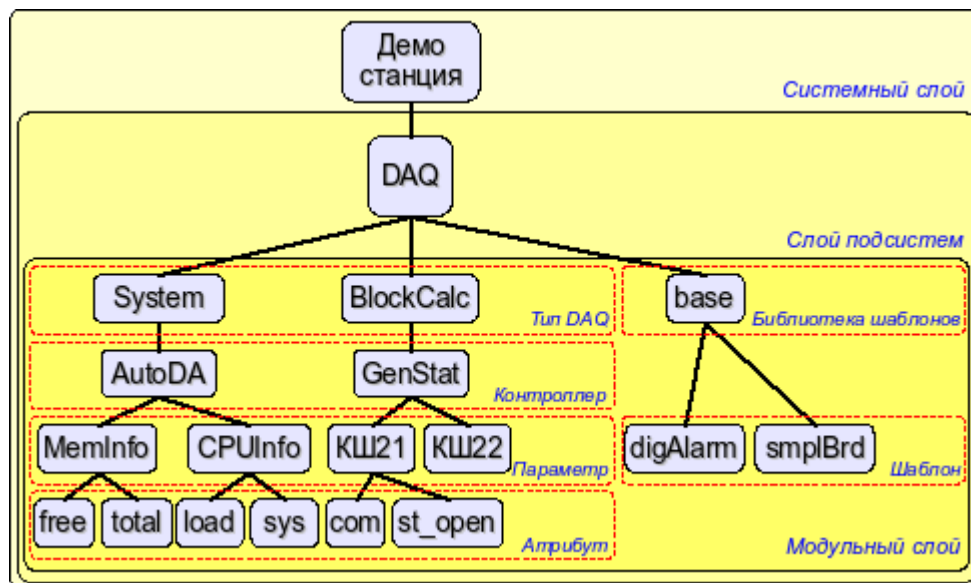 Демо
станция
Системный слой
DAQ
Слой подсистем
System
BlockCalc
base
Тип DAQ
Библиотека шаблонов
AutoDA
GenStat
Контроллер
MemInfo
CPUInfo
КШ21
КШ22
digAlarm
smplBrd
Параметр
Шаблон
free
total
load
sys
com
st_open
Атрибут
Модульный слой